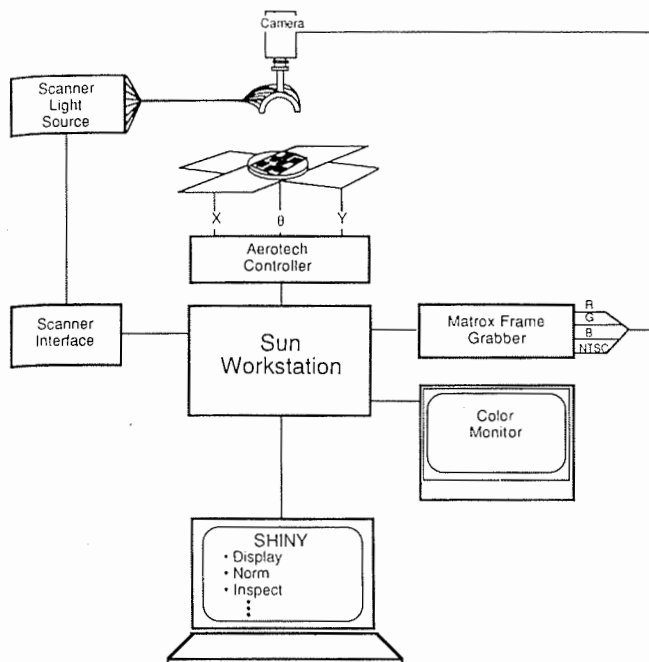 Camera
Scanner
Light
Source
X
θ
Y
Aerotech
Controller
Scanner
Interface
Sun
Workstation
Matrox Frame
Grabber
R
G
B
NTSC
Color
Monitor
SHINY
• Display
• Norm
• Inspect